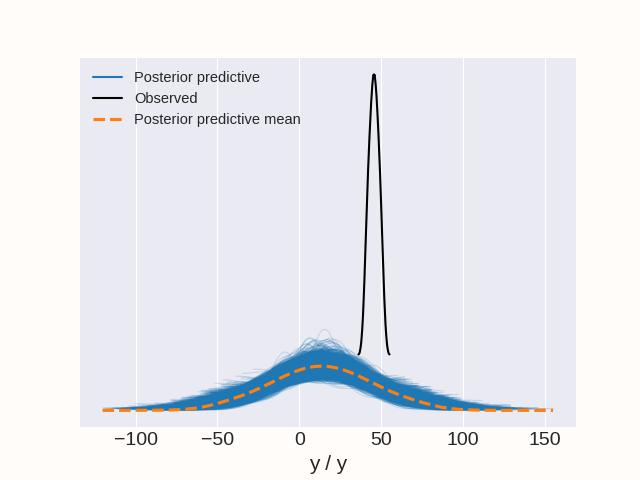 Posterior predictive
Observed
Posterior predictive mean
−100 −50 0 50 100 150
y / y